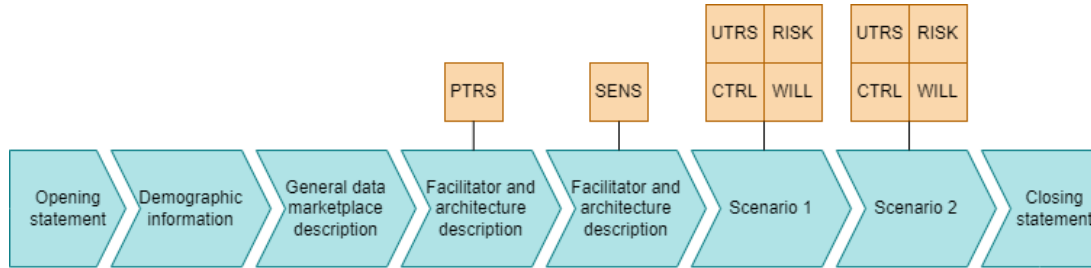 UTRS RISK
UTRS RISK
PTRS
SENS
CTRL WILL
CTRL WILL
Opening
statement
Demographic
information
General data
marketplace
description
Facilitator and
architecture
description
Facilitator and
architecture
description
Scenario 1
Scenario 2
Closing
statement